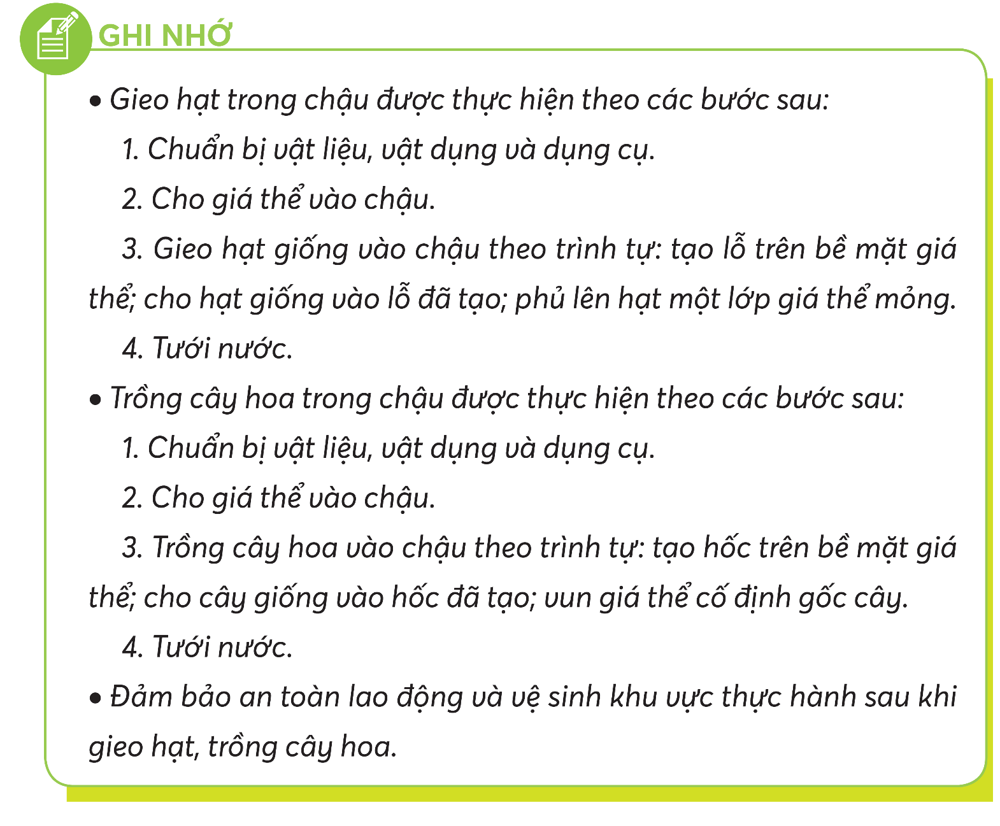 GHI NHỚ
• Gieo hạt trong chậu được thực hiện theo các bước sau:
1. Chuẩn bị vật liệu, vật dụng và dụng cụ.
2. Cho giá thể vào chậu.
3. Gieo hạt giống vào chậu theo trình tự: tạo lỗ trên bề mặt giá
thể; cho hạt giống vào lỗ đã tạo; phủ lên hạt một lớp giá thể mỏng.
4. Tưới nước.
• Trồng cây hoa trong chậu được thực hiện theo các bước sau:
1. Chuẩn bị vật liệu, vật dụng và dụng cụ.
2. Cho giá thể vào chậu.
3. Trồng cây hoa vào chậu theo trình tự: tạo hốc trên bề mặt giá
thể; cho cây giống vào hốc đã tạo; vun giá thể cố định gốc cây.
4. Tưới nước.
• Đảm bảo an toàn lao động và vệ sinh khu vực thực hành sau khi
gieo hạt, trồng cây hoa.